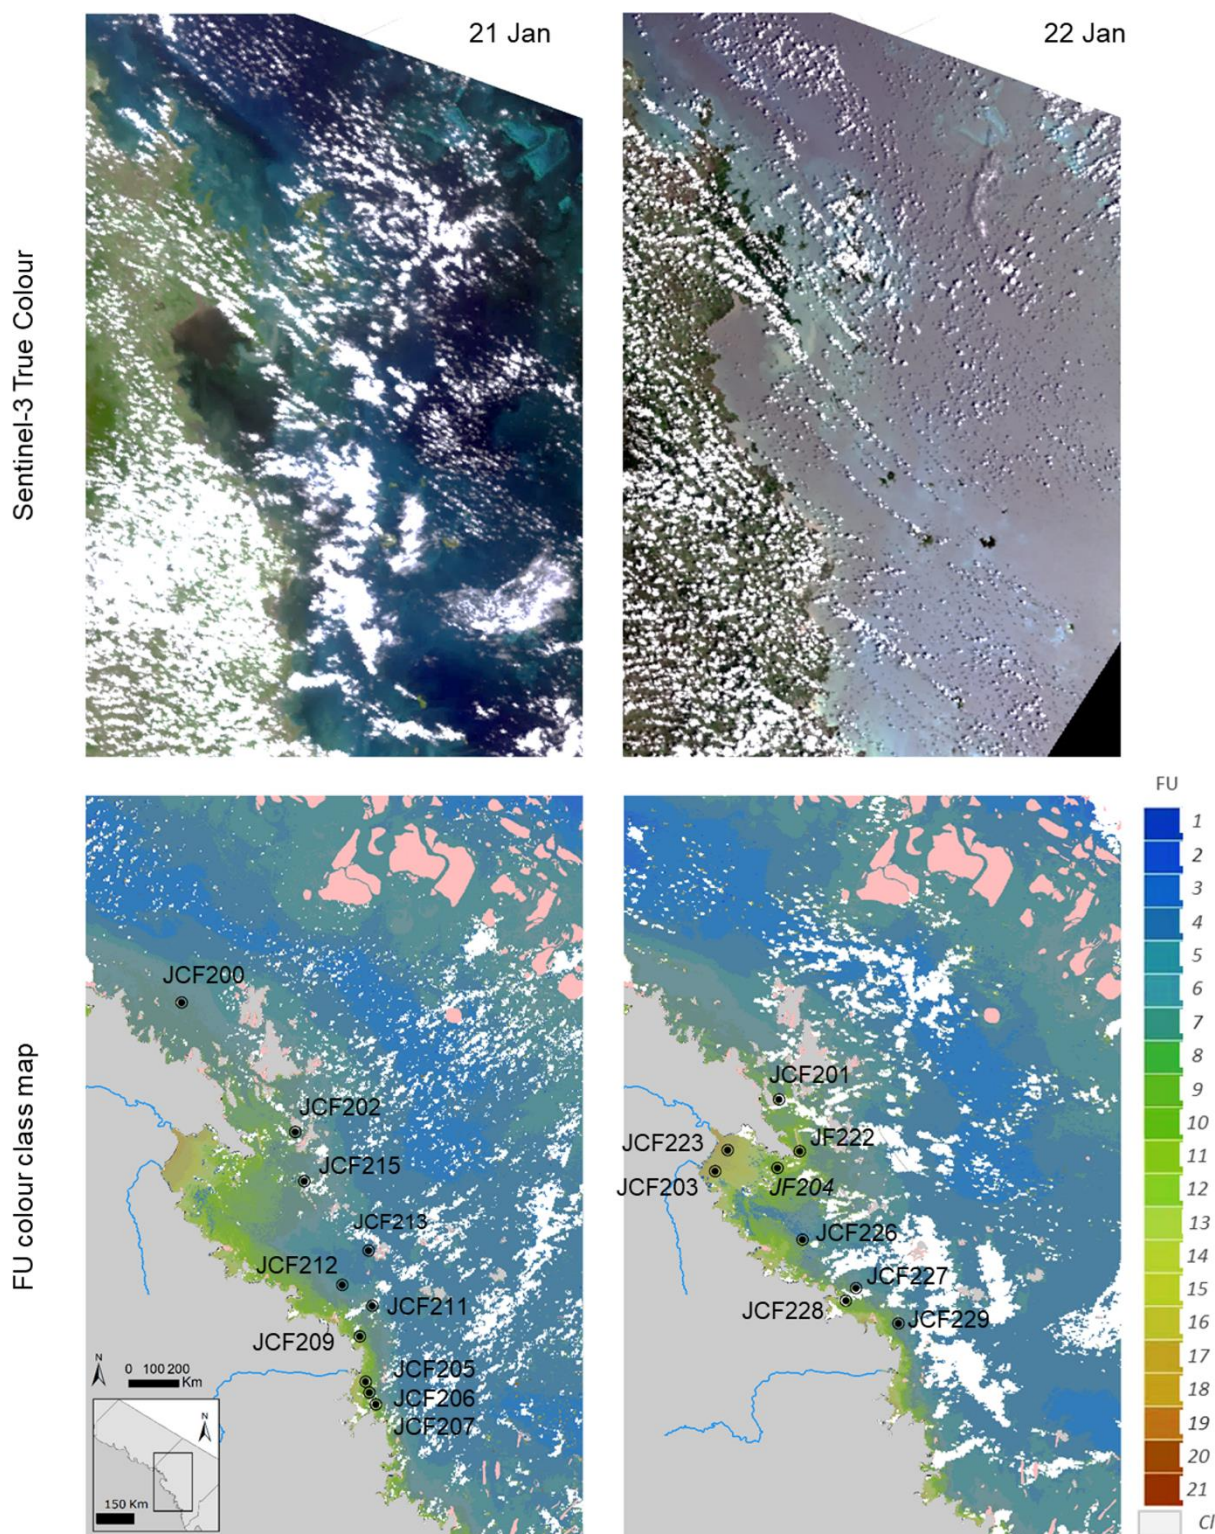 21 Jan
22 Jan
Sentinel-3 True Colour
FU colour class map
JCF200
JCF202
JCF215
JCF213
JCF212
JCF211
JCF209
JCF205
JCF206
JCF207
N
0 100 200
Km
N
150 Km
JCF201
JCF223
JF222
JCF203
JF204
JCF226
JCF227
JCF228
JCF229
FU
1
2
3
4
5
6
7
8
9
10
11
12
13
14
15
16
17
18
19
20
21
Cl